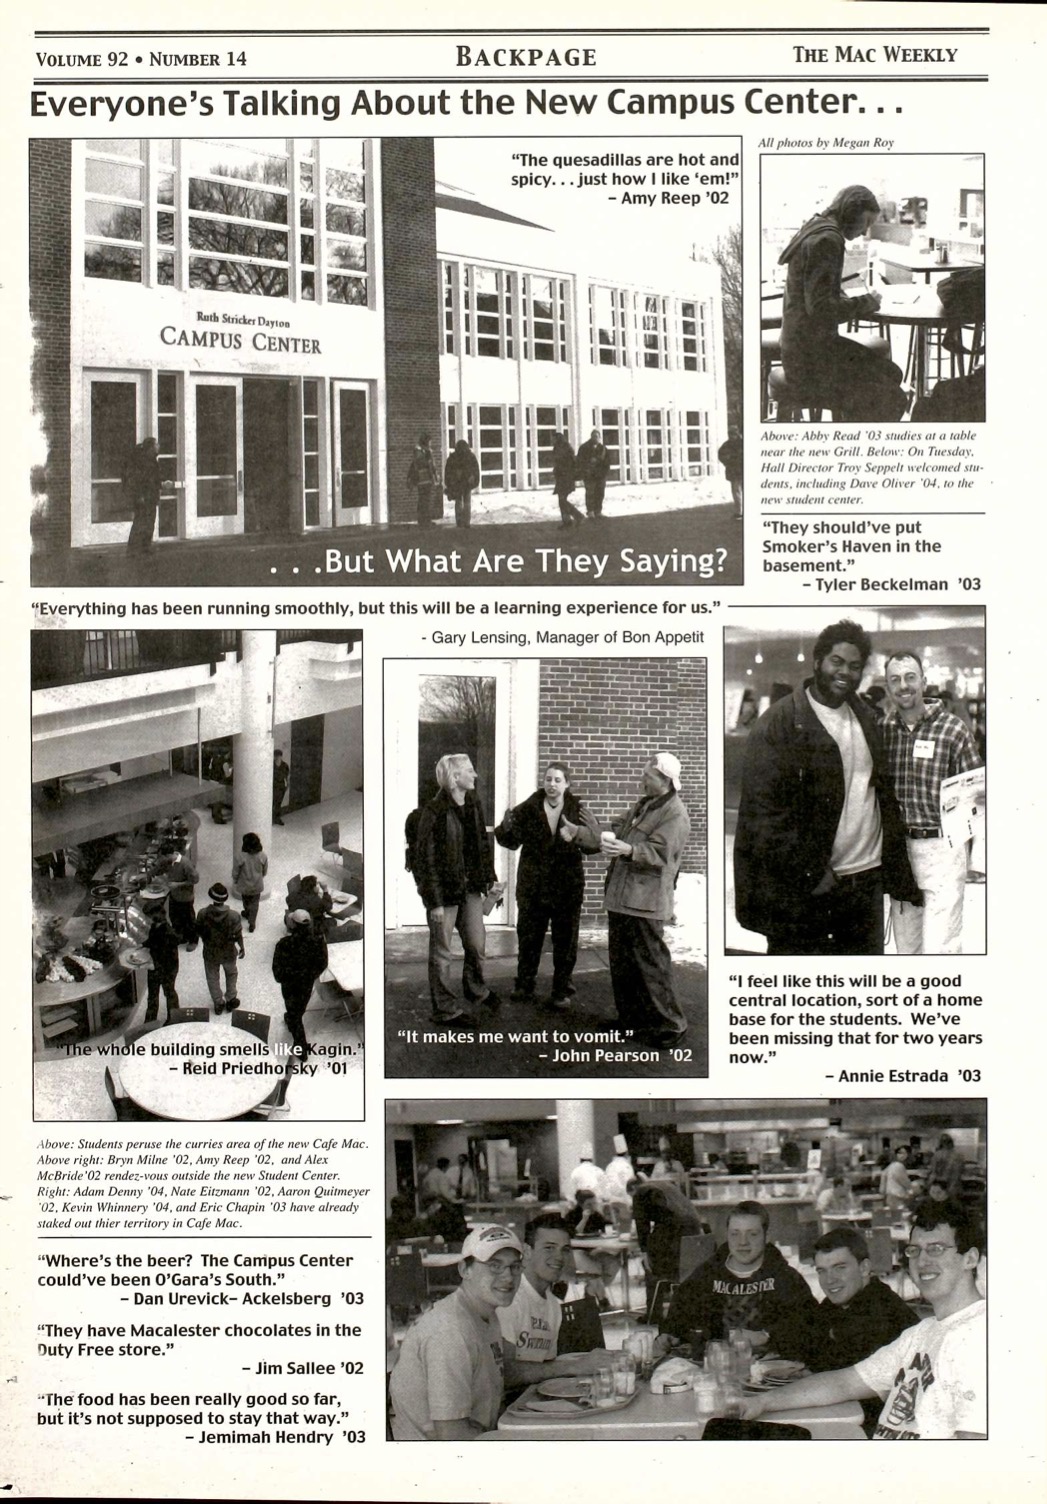 VOLUME 92 • NUMBER 14
BACKPAGE
THE MAC WEEKLY
Everyone's Talking About the New Campus Center. . .
"The quesadillas are hot and
spicy. . . just how I like 'em!"
– Amy Reep '02
Ruth Stricker Dayton
CAMPUS CENTER
. . .But What Are They Saying?
All photos by Megan Roy
Above: Abby Read '03 studies at a table
near the new Grill. Below: On Tuesday,
Hall Director Troy Seppelt welcomed stu-
dents, including Dave Oliver '04, to the
new student center.
"They should've put
Smoker's Haven in the
basement."
– Tyler Beckelman '03
"Everything has been running smoothly, but this will be a learning experience for us."
- Gary Lensing, Manager of Bon Appetit
"The whole building smells like Kagin."
– Reid Priedhorsky '01
"It makes me want to vomit."
– John Pearson '02
"I feel like this will be a good
central location, sort of a home
base for the students. We've
been missing that for two years
now."
– Annie Estrada '03
Above: Students peruse the curries area of the new Cafe Mac.
Above right: Bryn Milne '02, Amy Reep '02, and Alex
McBride'02 rendez-vous outside the new Student Center.
Right: Adam Denny '04, Nate Eitzmann '02, Aaron Quitmeyer
'02, Kevin Whinnery '04, and Eric Chapin '03 have already
staked out thier territory in Cafe Mac.
"Where's the beer? The Campus Center
could've been O'Gara's South."
– Dan Urevick– Ackelsberg '03
"They have Macalester chocolates in the
Duty Free store."
– Jim Sallee '02
"The food has been really good so far,
but it's not supposed to stay that way."
– Jemimah Hendry '03
MACALESTER